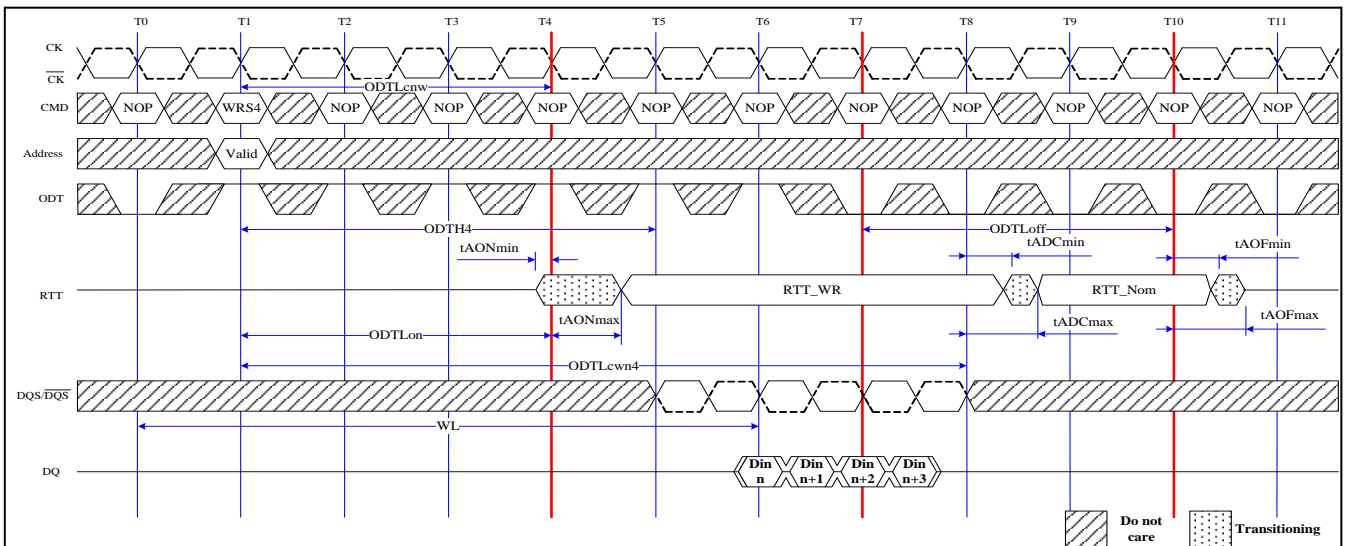 T0 T1 T2 T3 T4 T5 T6 T7 T8 T9 T10 T11
CK
CK
ODTLcnw
CMD NOP WRS4 NOP NOP NOP NOP NOP NOP NOP NOP NOP NOP
Address Valid
ODT
ODTH4 ODTLoff
tAONmin tADCmin tAOFmin
RTT RTT_WR RTT_Nom
tAONmax tADCmax tAOFmax
ODTLon
ODTLcwn4
DQS/DQS
WL
DQ Din n Din n+1 Din n+2 Din n+3
Do not care
Transitioning